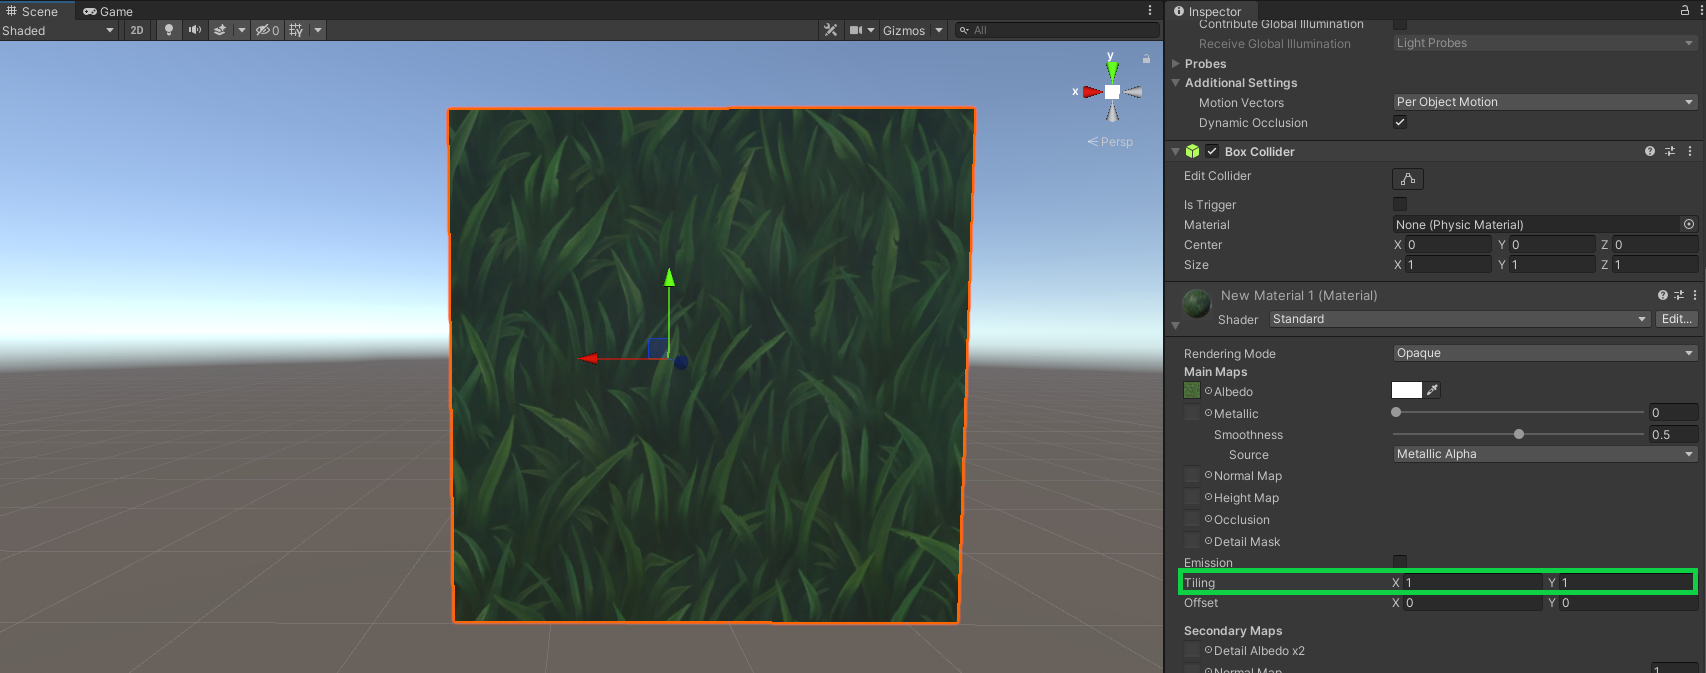 Scene Game
Shaded 2D 0 Gizmos All
y
x
Persp
Inspector
Contribute Global Illumination
Receive Global Illumination Light Probes
Probes
Additional Settings
Motion Vectors Per Object Motion
Dynamic Occlusion
Box Collider
Edit Collider
Is Trigger
Material None (Physic Material)
Center X 0 Y 0 Z 0
Size X 1 Y 1 Z 1
New Material 1 (Material)
Shader Standard Edit...
Rendering Mode Opaque
Main Maps
Albedo
Metallic 0
Smoothness 0.5
Source Metallic Alpha
Normal Map
Height Map
Occlusion
Detail Mask
Emission
Tiling X 1 Y 1
Offset X 0 Y 0
Secondary Maps
Detail Albedo x2
Normal Map 1